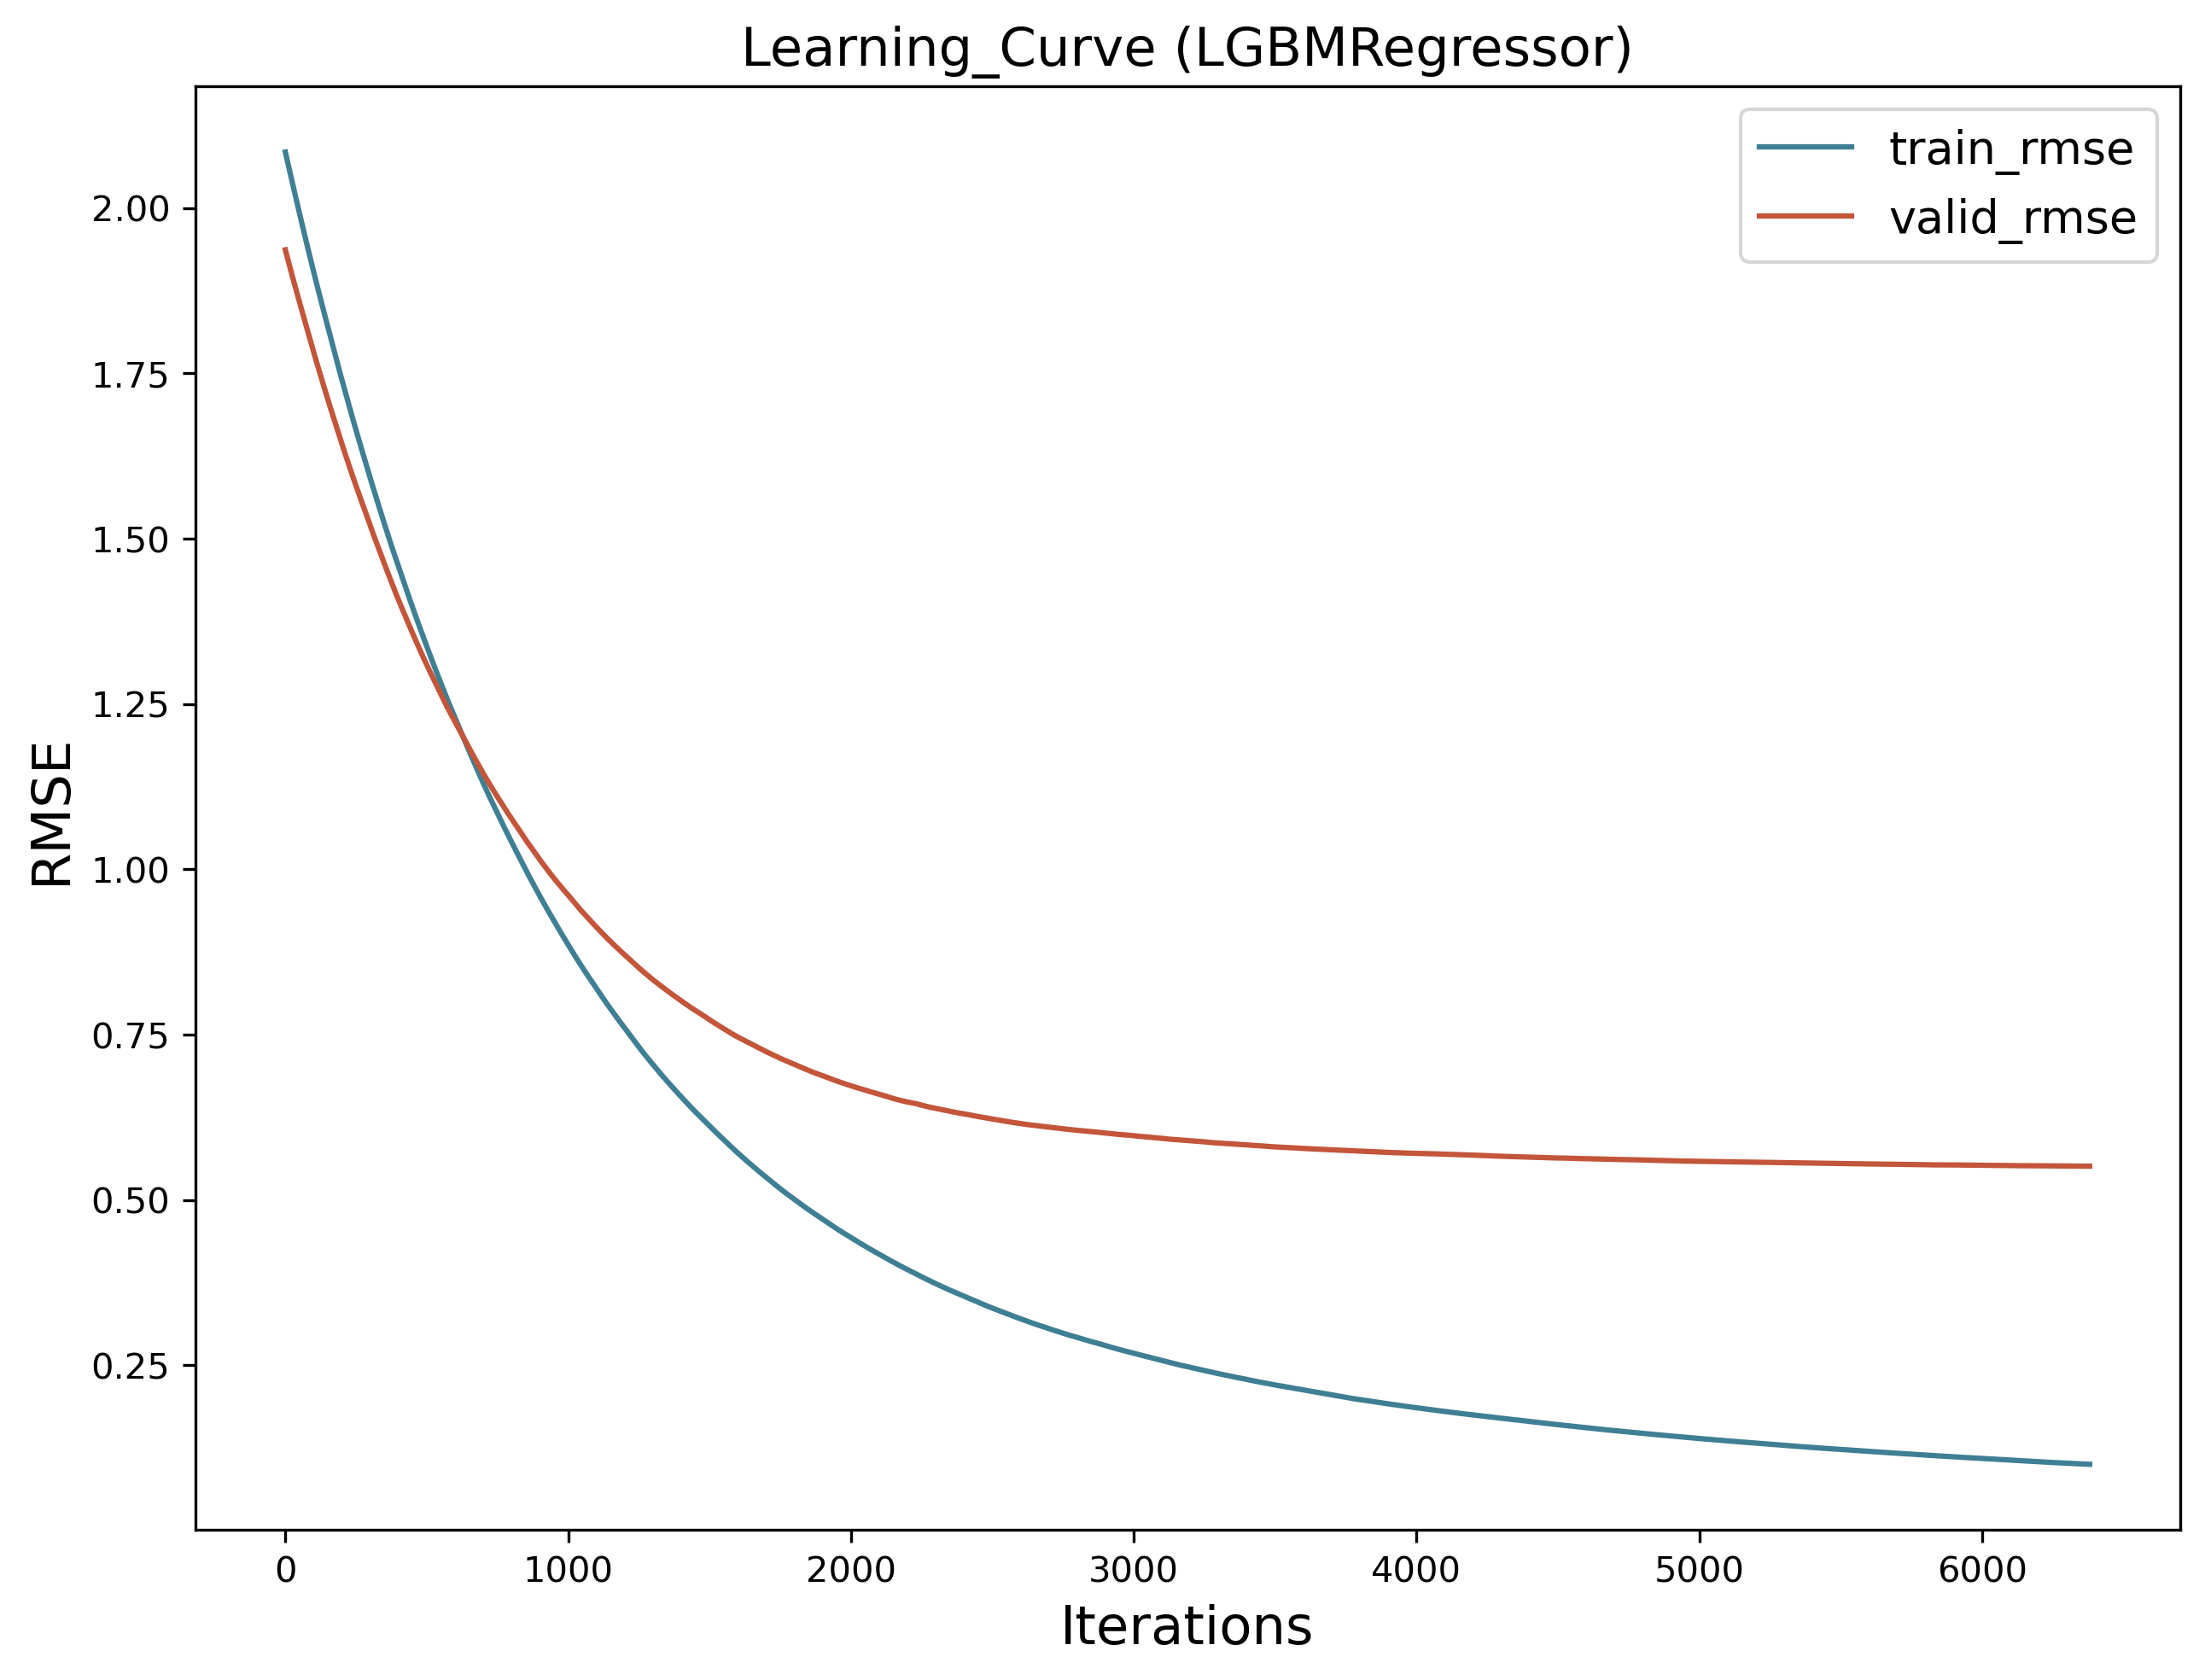 Learning_Curve (LGBMRegressor)
train_rmse
valid_rmse
RMSE
2.00
1.75
1.50
1.25
1.00
0.75
0.50
0.25
0 1000 2000 3000 4000 5000 6000
Iterations